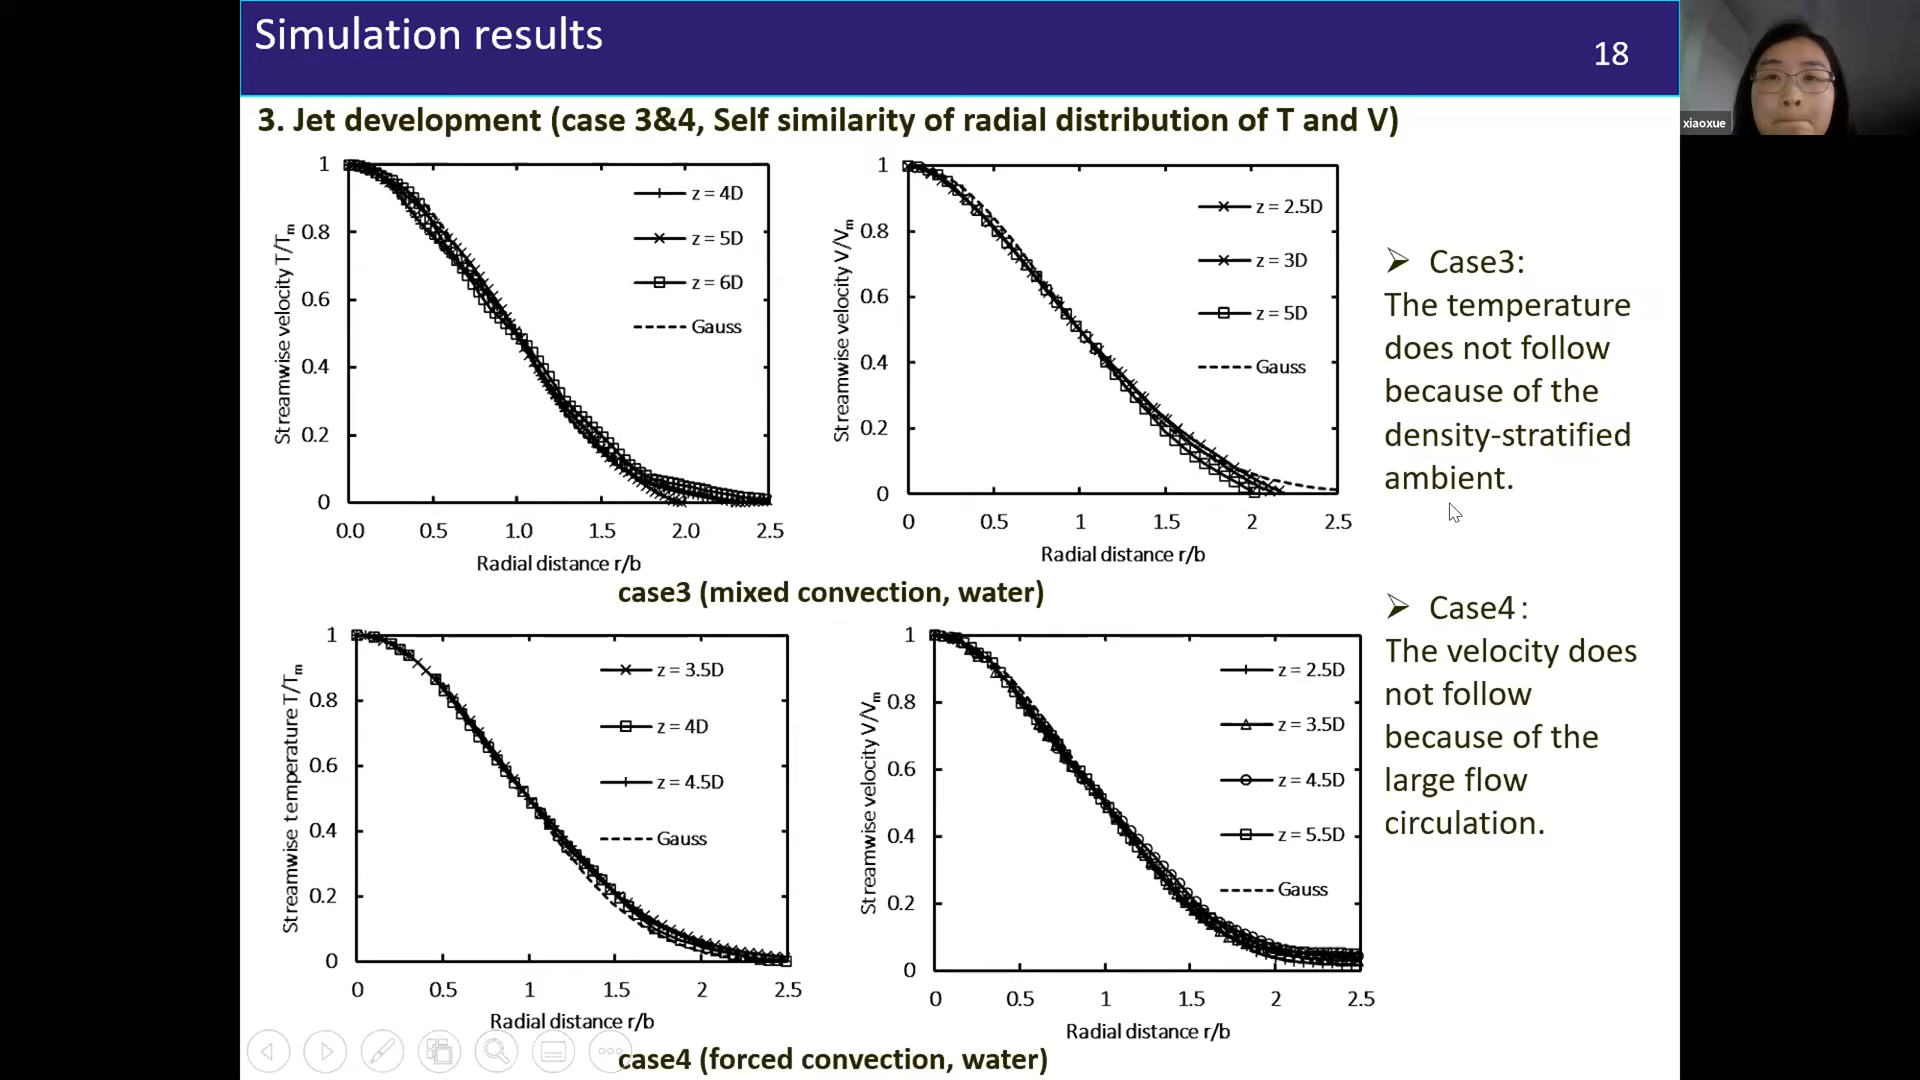 Simulation results
18
xiaoxue
3. Jet development (case 3&4, Self similarity of radial distribution of T and V)
Streamwise velocity T/Tm
1
0.8
0.6
0.4
0.2
0
0.0 0.5 1.0 1.5 2.0 2.5
Radial distance r/b
z = 4D
z = 5D
z = 6D
Gauss
Streamwise velocity V/Vm
1
0.8
0.6
0.4
0.2
0
0 0.5 1 1.5 2 2.5
Radial distance r/b
z = 2.5D
z = 3D
z = 5D
Gauss
case3 (mixed convection, water)
➢ Case3:
The temperature
does not follow
because of the
density-stratified
ambient.
Streamwise temperature T/Tm
1
0.8
0.6
0.4
0.2
0
0 0.5 1 1.5 2 2.5
Radial distance r/b
z = 3.5D
z = 4D
z = 4.5D
Gauss
Streamwise velocity V/Vm
1
0.8
0.6
0.4
0.2
0
0 0.5 1 1.5 2 2.5
Radial distance r/b
z = 2.5D
z = 3.5D
z = 4.5D
z = 5.5D
Gauss
case4 (forced convection, water)
➢ Case4:
The velocity does
not follow
because of the
large flow
circulation.